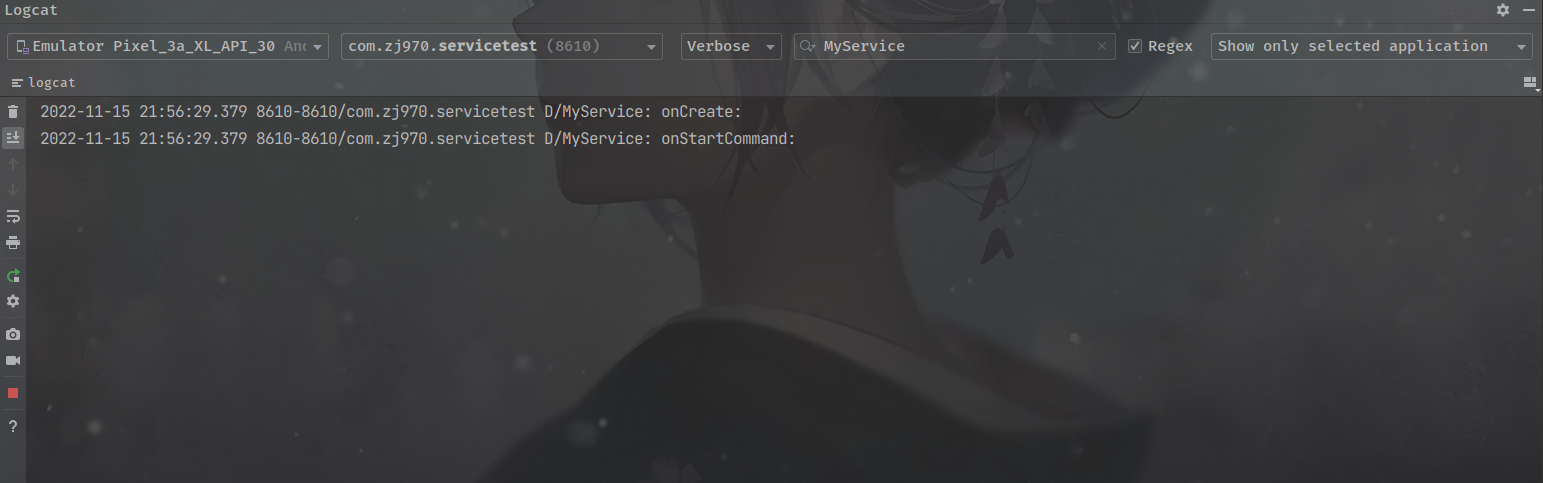 Logcat
Emulator Pixel_3a_XL_API_30 And com.zj970.servicetest (8610) Verbose MyService Regex Show only selected application
logcat
2022-11-15 21:56:29.379 8610-8610/com.zj970.servicetest D/MyService: onCreate:
2022-11-15 21:56:29.379 8610-8610/com.zj970.servicetest D/MyService: onStartCommand: